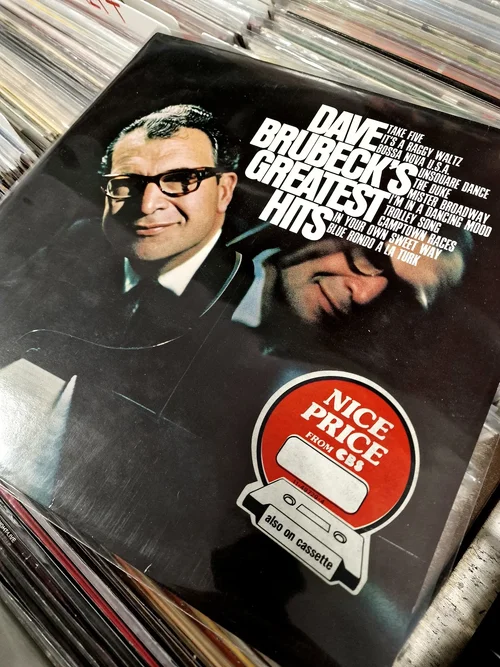 DAVE
BRUBECK'S
GREATEST
HITS
TAKE FIVE
IT'S A RAGGY WALTZ
BOSSA NOVA U.S.A.
UNSQUARE DANCE
THE DUKE
MISTER BROADWAY
I'M IN A DANCING MOOD
TROLLEY SONG
CAMPTOWN RACES
IN YOUR OWN SWEET WAY
BLUE RONDO A LA TURK
NICE
PRICE
FROM CBS
also on cassette